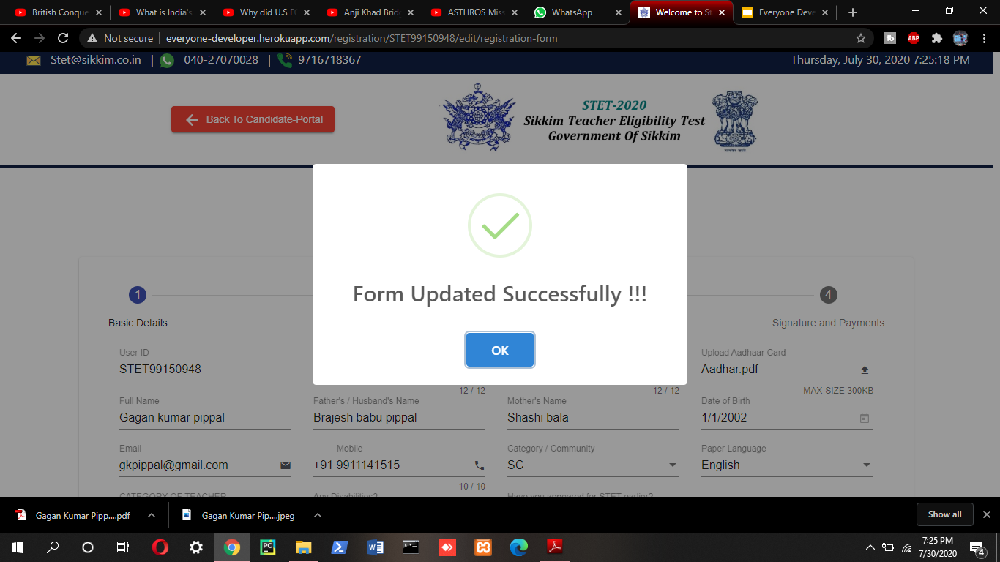 British Conque
What is India's
Why did U.S FO
Anji Khad Bridg
ASTHROS Miss
WhatsApp
Welcome to St
Everyone Deve
Not secure | everyone-developer.herokuapp.com/registration/STET99150948/edit/registration-form
ABP
Stet@sikkim.co.in | 040-27070028 | 9716718367
Thursday, July 30, 2020 7:25:18 PM
Back To Candidate-Portal
STET-2020
Sikkim Teacher Eligibility Test
Government Of Sikkim
Form Updated Successfully !!!
OK
1
4
Basic Details
Signature and Payments
User ID
Upload Aadhaar Card
STET99150948
Aadhar.pdf
12 / 12
12 / 12
MAX-SIZE 300KB
Full Name
Father's / Husband's Name
Mother's Name
Date of Birth
Gagan kumar pippal
Brajesh babu pippal
Shashi bala
1/1/2002
Email
Mobile
Category / Community
Paper Language
gkpippal@gmail.com
+91 9911141515
SC
English
10 / 10
CATEGORY OF TEACHER
Any Disabilities?
Have you appeared for STET earlier?
Gagan Kumar Pipp....pdf
Gagan Kumar Pip....jpeg
Show all
PC
7:25 PM
7/30/2020
4